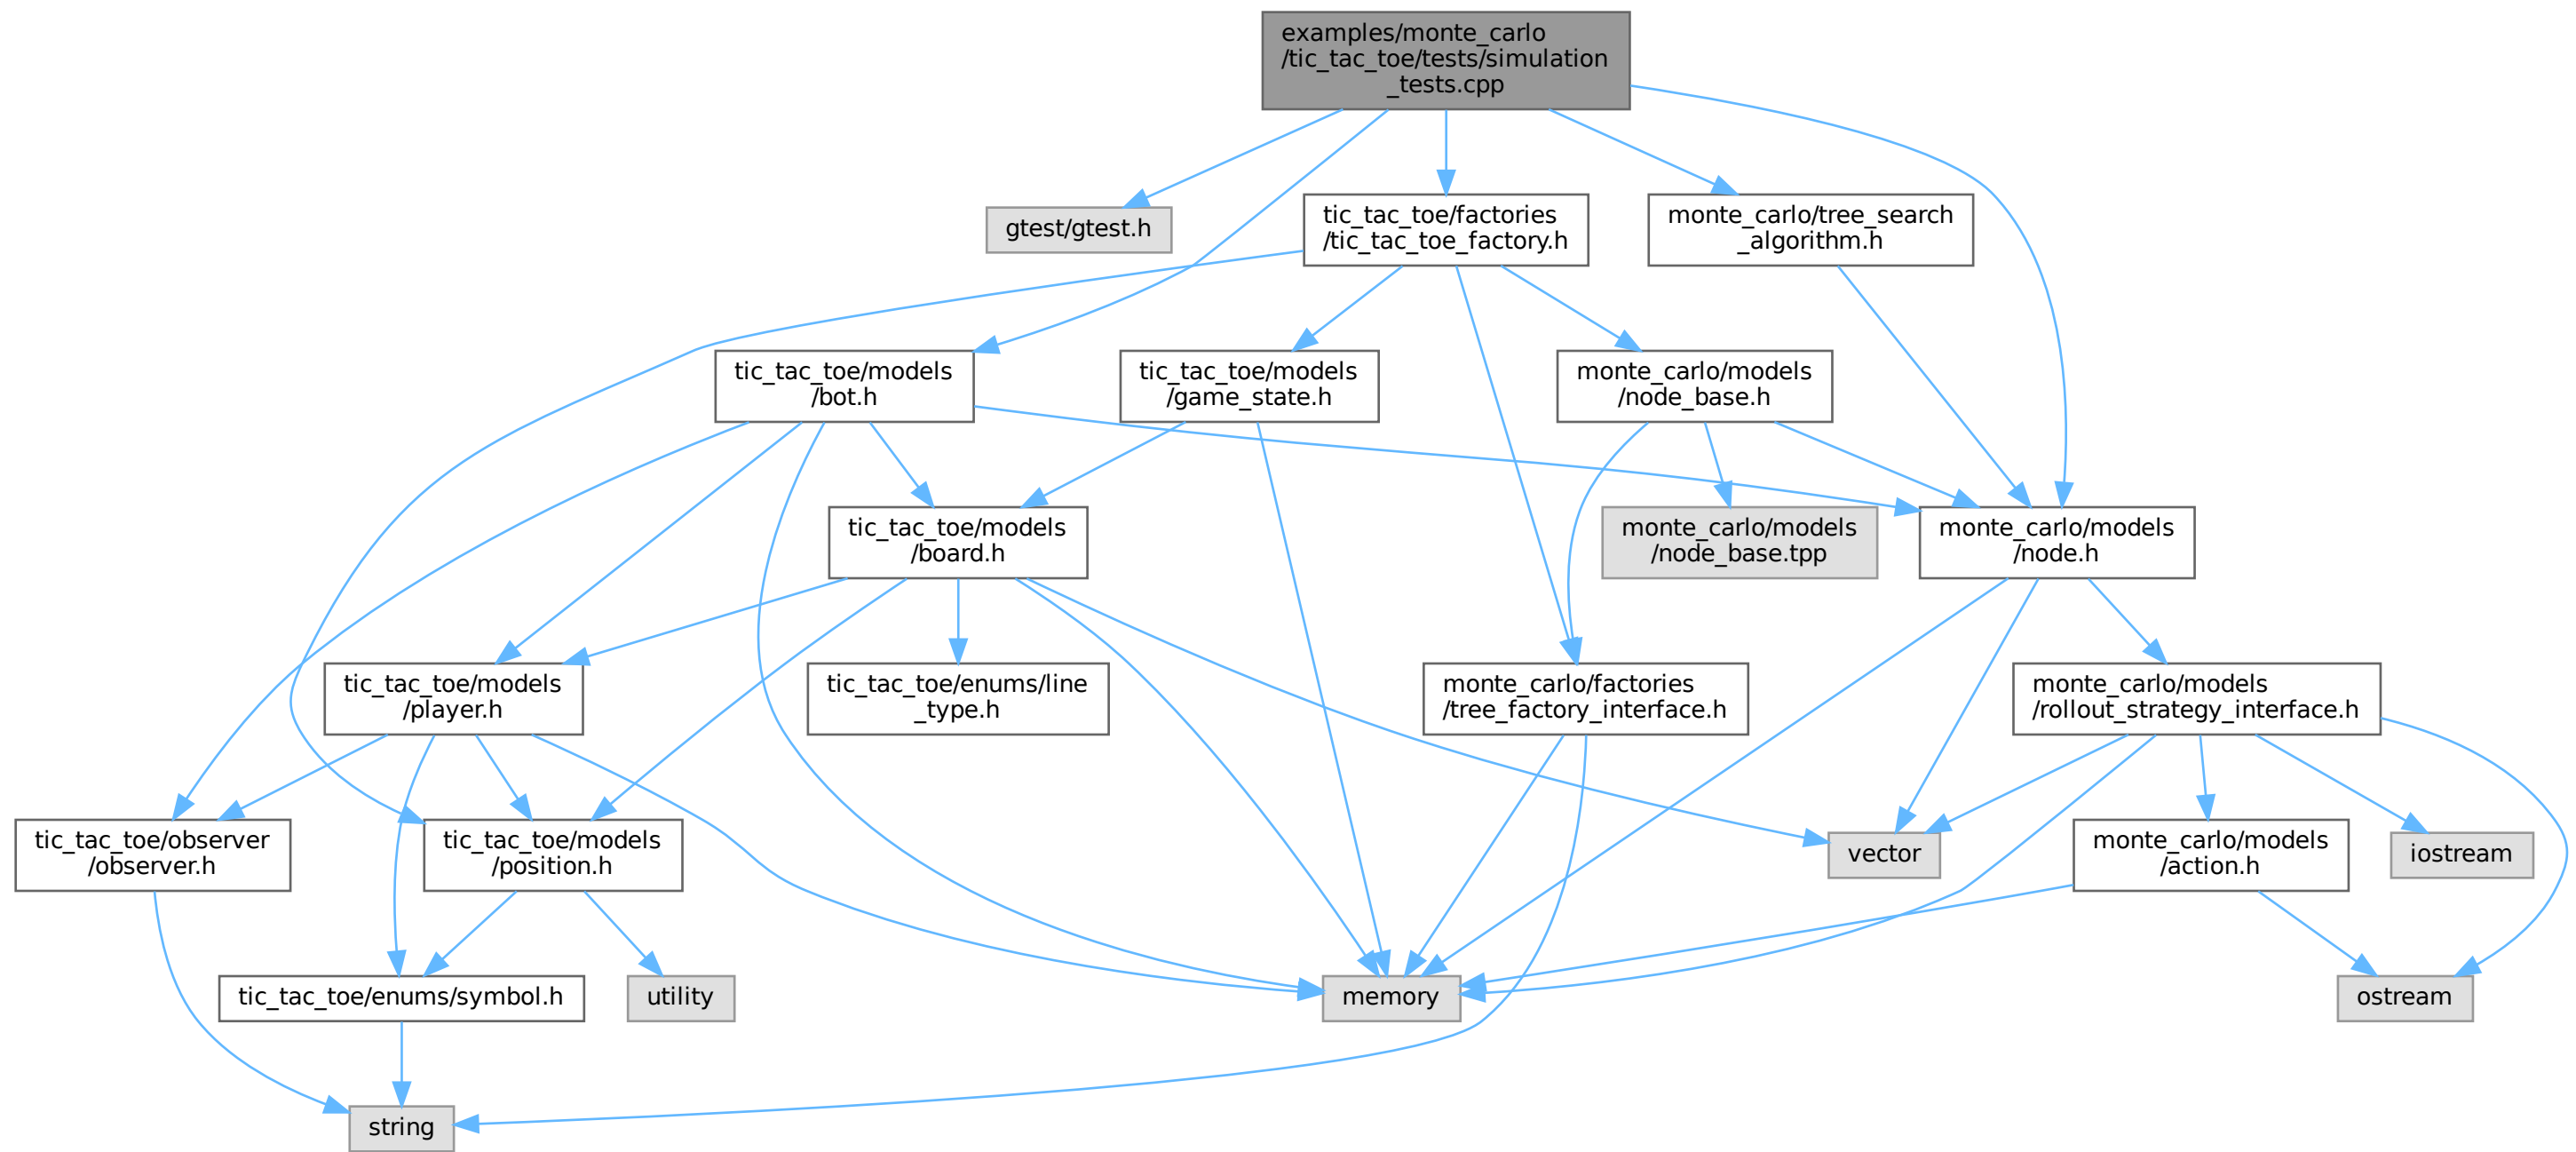 examples/monte_carlo
/tic_tac_toe/tests/simulation
_tests.cpp
gtest/gtest.h
tic_tac_toe/factories
/tic_tac_toe_factory.h
monte_carlo/tree_search
_algorithm.h
tic_tac_toe/models
/bot.h
tic_tac_toe/models
/game_state.h
monte_carlo/models
/node_base.h
tic_tac_toe/models
/board.h
monte_carlo/models
/node_base.tpp
monte_carlo/models
/node.h
tic_tac_toe/models
/player.h
tic_tac_toe/enums/line
_type.h
monte_carlo/factories
/tree_factory_interface.h
monte_carlo/models
/rollout_strategy_interface.h
tic_tac_toe/observer
/observer.h
tic_tac_toe/models
/position.h
vector
monte_carlo/models
/action.h
iostream
tic_tac_toe/enums/symbol.h
utility
memory
ostream
string